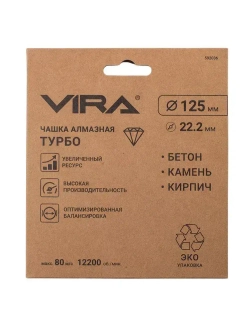 VIRA®
ЧАШКА АЛМАЗНАЯ
ТУРБО
Ø 125 мм
22.2 мм
УВЕЛИЧЕННЫЙ
РЕСУРС
ВЫСОКАЯ
ПРОИЗВОДИТЕЛЬНОСТЬ
ОПТИМИЗИРОВАННАЯ
БАЛАНСИРОВКА
• БЕТОН
• КАМЕНЬ
• КИРПИЧ
80 м/с 12200 об / мин
ЭКО
УПАКОВКА